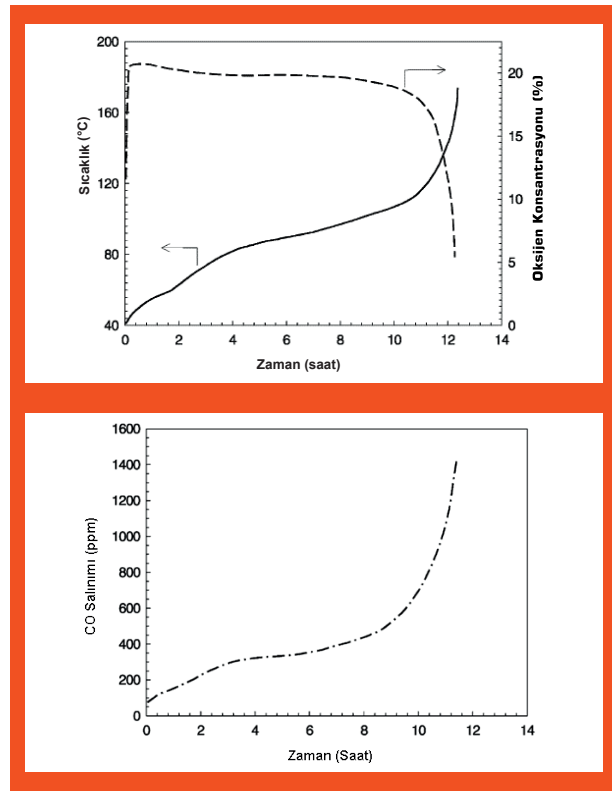 200
160
120
80
40
Sıcaklık (°C)
20
15
10
5
0
Oksijen Konsantrasyonu (%)
0 2 4 6 8 10 12 14
Zaman (saat)
1600
1400
1200
1000
800
600
400
200
0
CO Salınımı (ppm)
0 2 4 6 8 10 12 14
Zaman (Saat)